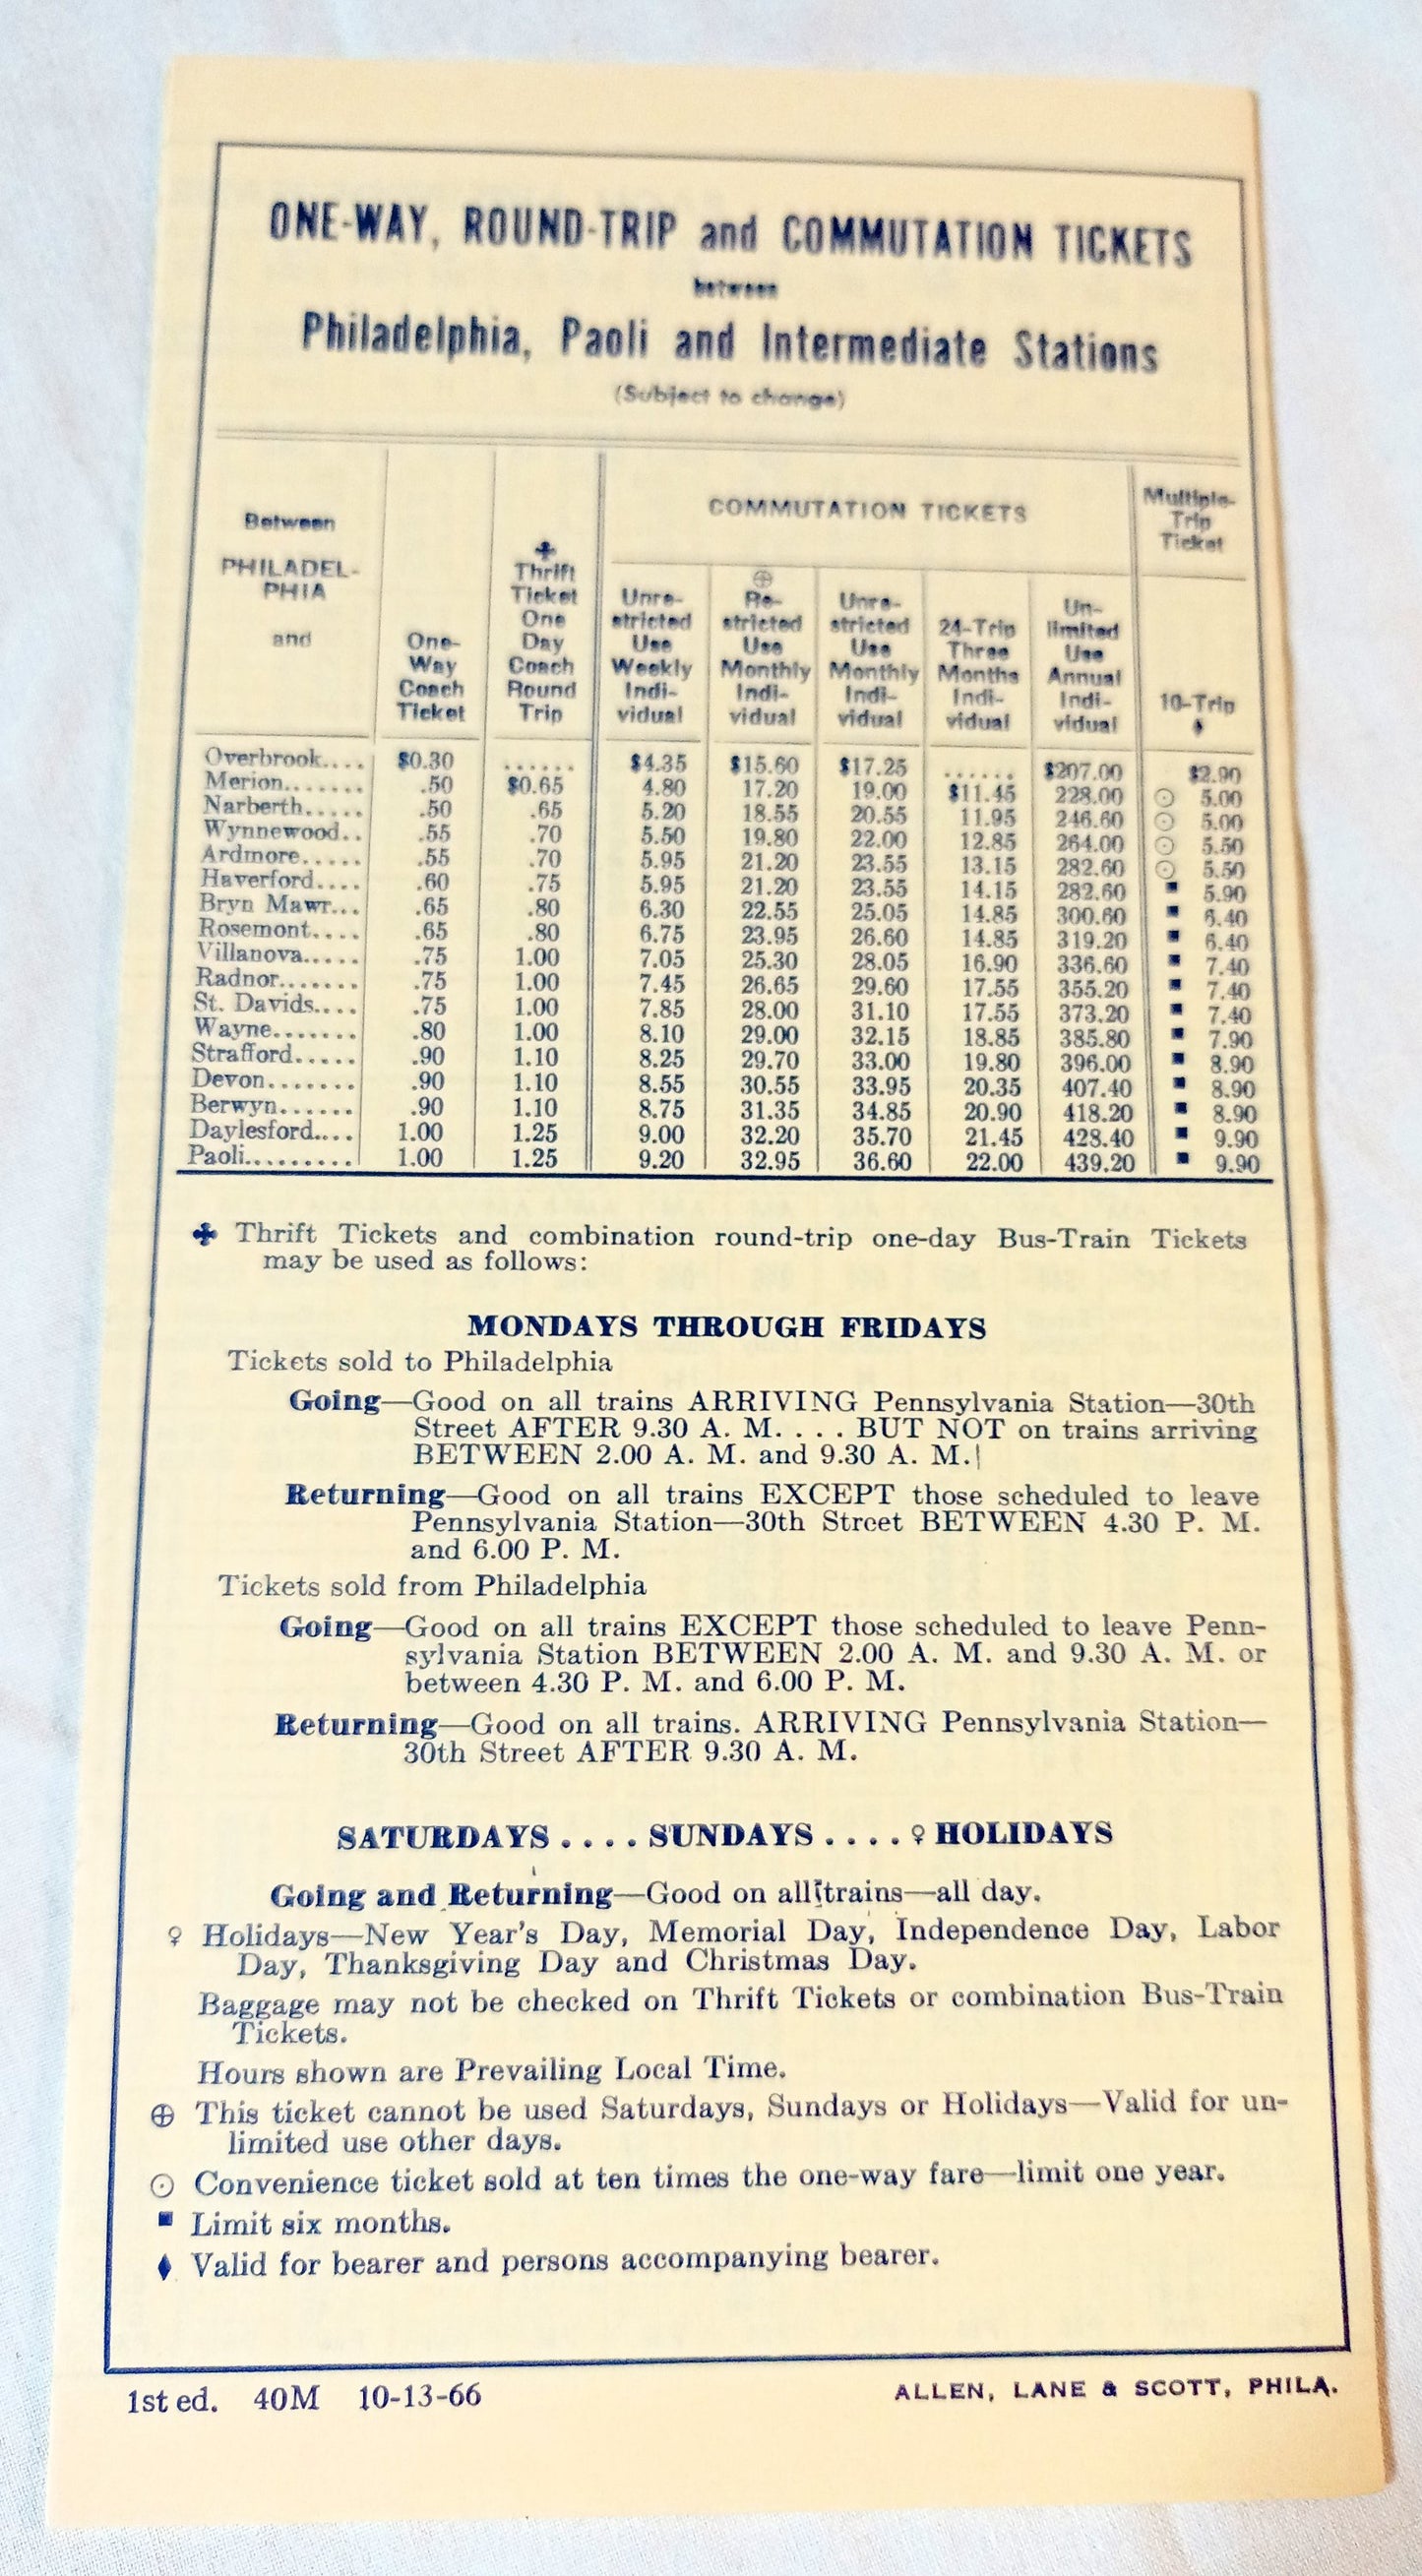 ONE-WAY, ROUND-TRIP and COMMUTATION TICKETS
between
Philadelphia, Paoli and Intermediate Stations
(Subject to change)
Between
PHILADEL-
PHIA
and
One-
Way
Coach
Ticket
✤
Thrift
Ticket
One
Day
Coach
Round
Trip
COMMUTATION TICKETS
Unre-
stricted
Use
Weekly
Indi-
vidual
⊕
Re-
stricted
Use
Monthly
Indi-
vidual
Unre-
stricted
Use
Monthly
Indi-
vidual
24-Trip
Three
Months
Indi-
vidual
Un-
limited
Use
Annual
Indi-
vidual
Multiple-
Trip
Ticket
10-Trip
♦
Overbrook.... $0.30 ...... $4.35 $15.60 $17.25 ...... $207.00 $2.90
Merion....... .50 $0.65 4.80 17.20 19.00 $11.45 228.00 ⊙ 5.00
Narberth..... .50 .65 5.20 18.55 20.55 11.95 246.60 ⊙ 5.00
Wynnewood.. .55 .70 5.50 19.80 22.00 12.85 264.00 ⊙ 5.50
Ardmore..... .55 .70 5.95 21.20 23.55 13.15 282.60 ⊙ 5.50
Haverford.... .60 .75 5.95 21.20 23.55 14.15 282.60 ■ 5.90
Bryn Mawr... .65 .80 6.30 22.55 25.05 14.85 300.60 ■ 6.40
Rosemont.... .65 .80 6.75 23.95 26.60 14.85 319.20 ■ 6.40
Villanova..... .75 1.00 7.05 25.30 28.05 16.90 336.60 ■ 7.40
Radnor....... .75 1.00 7.45 26.65 29.60 17.55 355.20 ■ 7.40
St. Davids.... .75 1.00 7.85 28.00 31.10 17.55 373.20 ■ 7.40
Wayne....... .80 1.00 8.10 29.00 32.15 18.85 385.80 ■ 7.90
Strafford..... .90 1.10 8.25 29.70 33.00 19.80 396.00 ■ 8.90
Devon....... .90 1.10 8.55 30.55 33.95 20.35 407.40 ■ 8.90
Berwyn...... .90 1.10 8.75 31.35 34.85 20.90 418.20 ■ 8.90
Daylesford.... 1.00 1.25 9.00 32.20 35.70 21.45 428.40 ■ 9.90
Paoli......... 1.00 1.25 9.20 32.95 36.60 22.00 439.20 ■ 9.90
✤ Thrift Tickets and combination round-trip one-day Bus-Train Tickets
may be used as follows:
MONDAYS THROUGH FRIDAYS
Tickets sold to Philadelphia
Going—Good on all trains ARRIVING Pennsylvania Station—30th
Street AFTER 9.30 A. M. . . . BUT NOT on trains arriving
BETWEEN 2.00 A. M. and 9.30 A. M.
Returning—Good on all trains EXCEPT those scheduled to leave
Pennsylvania Station—30th Street BETWEEN 4.30 P. M.
and 6.00 P. M.
Tickets sold from Philadelphia
Going—Good on all trains EXCEPT those scheduled to leave Penn-
sylvania Station BETWEEN 2.00 A. M. and 9.30 A. M. or
between 4.30 P. M. and 6.00 P. M.
Returning—Good on all trains. ARRIVING Pennsylvania Station—
30th Street AFTER 9.30 A. M.
SATURDAYS .... SUNDAYS .... ♀ HOLIDAYS
Going and Returning—Good on all trains—all day.
♀ Holidays—New Year's Day, Memorial Day, Independence Day, Labor
Day, Thanksgiving Day and Christmas Day.
Baggage may not be checked on Thrift Tickets or combination Bus-Train
Tickets.
Hours shown are Prevailing Local Time.
⊕ This ticket cannot be used Saturdays, Sundays or Holidays—Valid for un-
limited use other days.
⊙ Convenience ticket sold at ten times the one-way fare—limit one year.
■ Limit six months.
♦ Valid for bearer and persons accompanying bearer.
1st ed. 40M 10-13-66
ALLEN, LANE & SCOTT, PHILA.